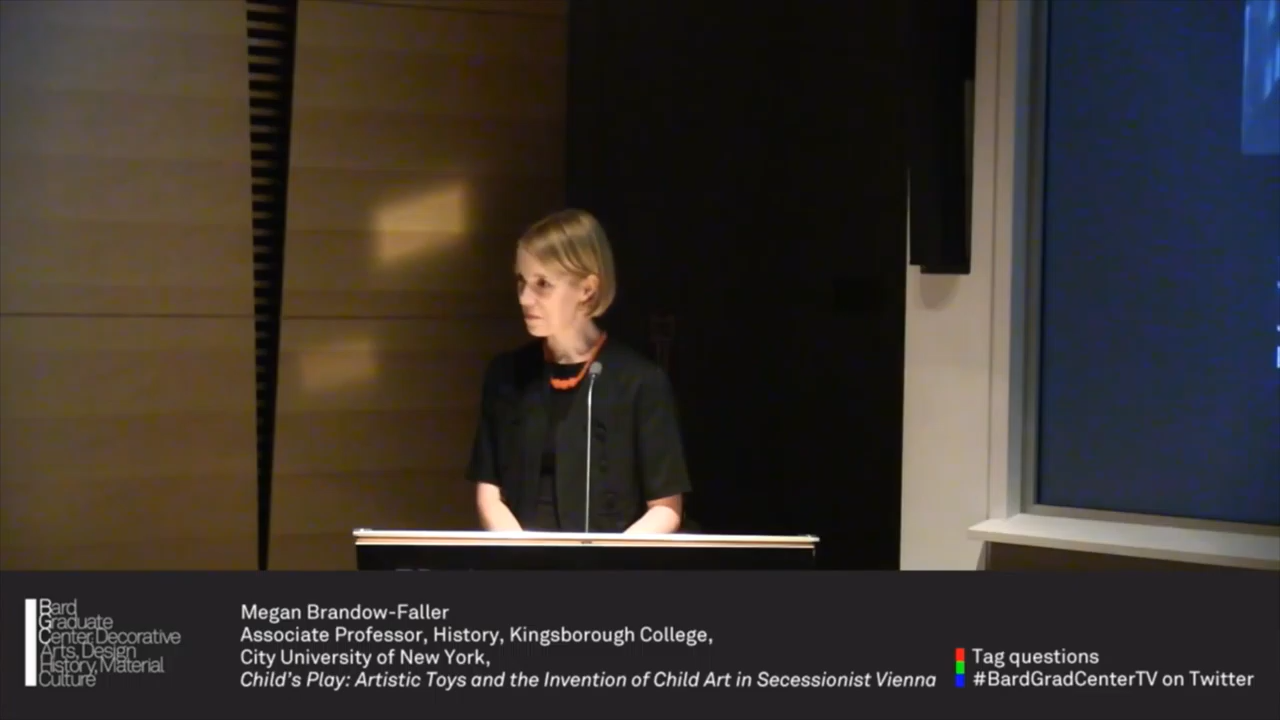 Bard
Graduate
Center: Decorative
Arts, Design
History, Material
Culture
Megan Brandow-Faller
Associate Professor, History, Kingsborough College,
City University of New York,
Child's Play: Artistic Toys and the Invention of Child Art in Secessionist Vienna
Tag questions
#BardGradCenterTV on Twitter